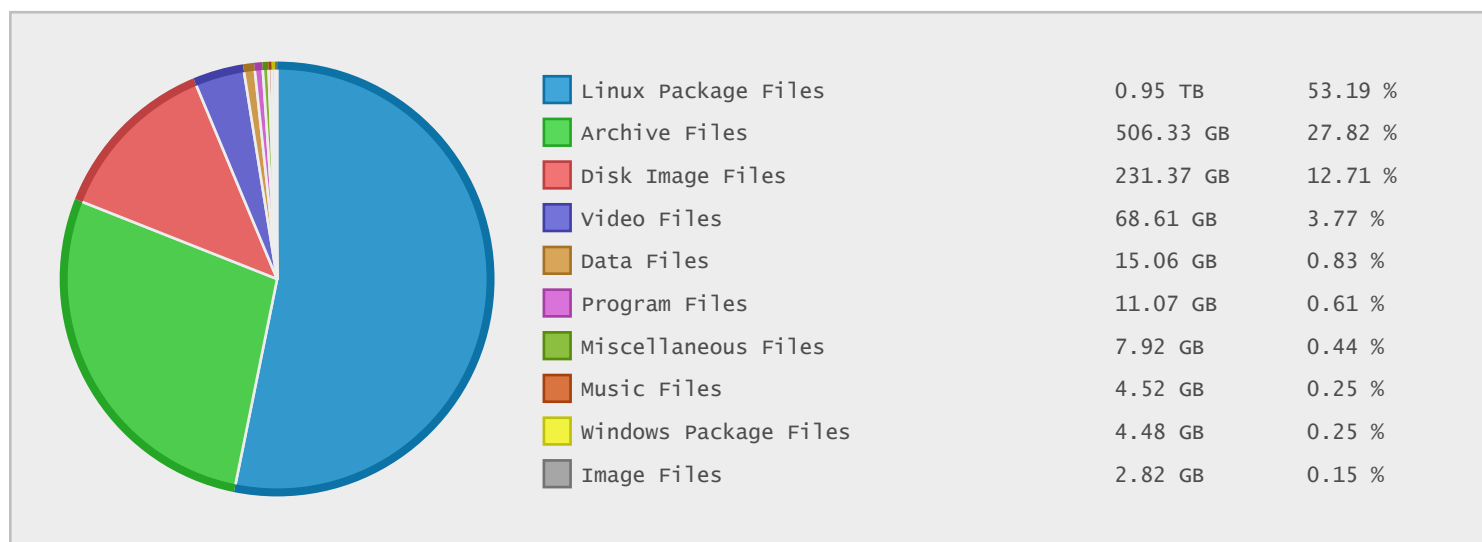 Linux Package Files 0.95 TB 53.19 %
Archive Files 506.33 GB 27.82 %
Disk Image Files 231.37 GB 12.71 %
Video Files 68.61 GB 3.77 %
Data Files 15.06 GB 0.83 %
Program Files 11.07 GB 0.61 %
Miscellaneous Files 7.92 GB 0.44 %
Music Files 4.52 GB 0.25 %
Windows Package Files 4.48 GB 0.25 %
Image Files 2.82 GB 0.15 %